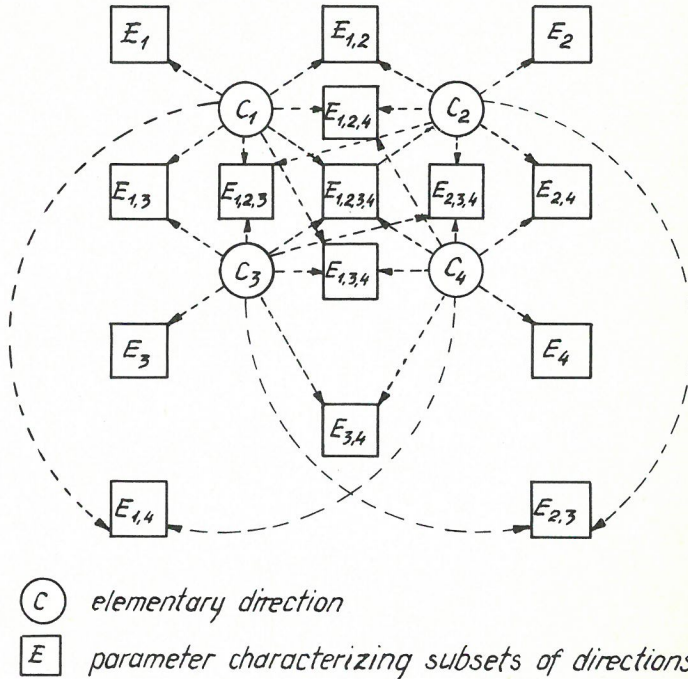 E1 E1,2 E2
C1 C2
E1,2,4
E1,3 E1,2,3 E1,2,3,4 E2,3,4 E2,4
C3 E1,3,4 C4
E3 E4
E3,4
E1,4 E2,3
C elementary direction
E parameter characterizing subsets of directions